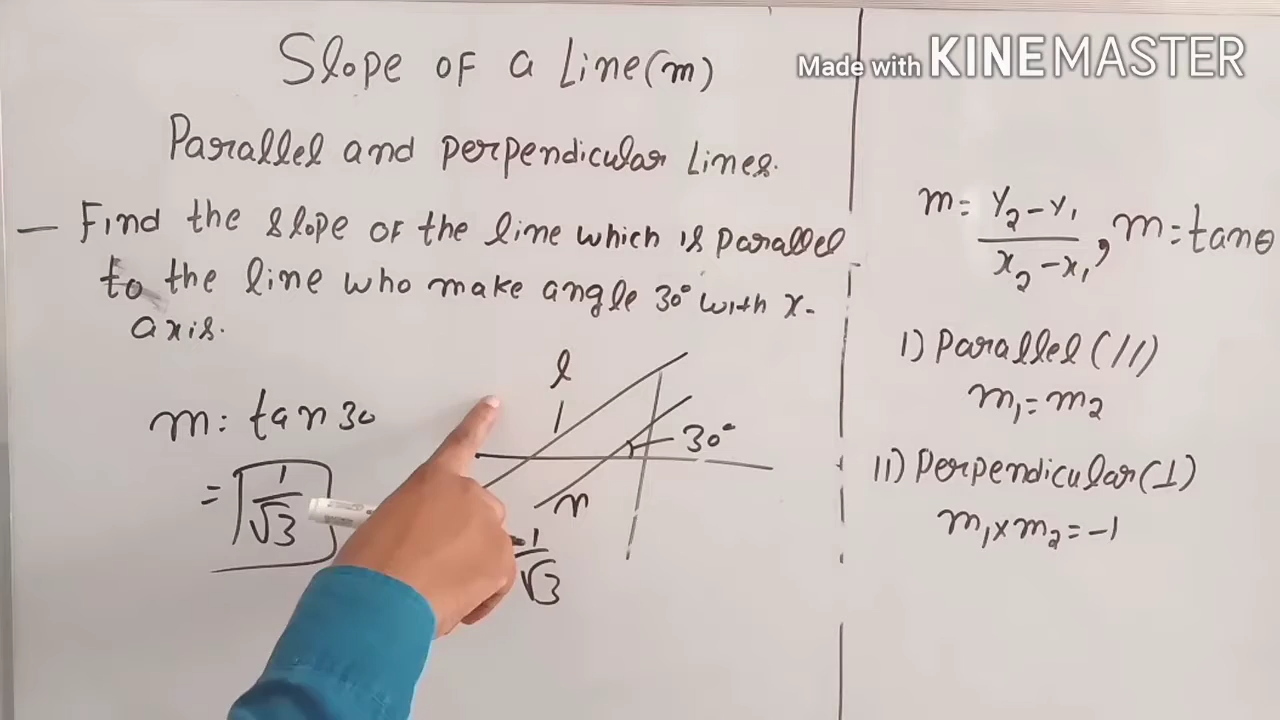 Slope of a Line(m)
Parallel and perpendicular Lines.
— Find the slope of the line which is parallel
to the line who make angle 30° with x-
axis.
m = tan 30
= 1/√3
l
30°
n
1/√3
Made with KINEMASTER
m = y₂-y₁/x₂-x₁, m = tanθ
I) Parallel (//)
m₁ = m₂
II) Perpendicular (⊥)
m₁ x m₂ = -1